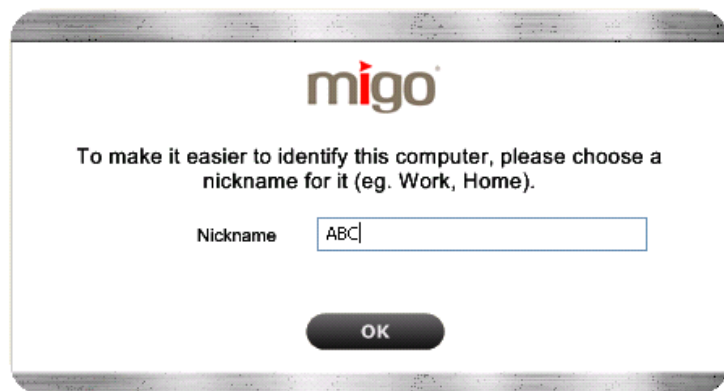 migo
To make it easier to identify this computer, please choose a
nickname for it (eg. Work, Home).
Nickname ABC
OK